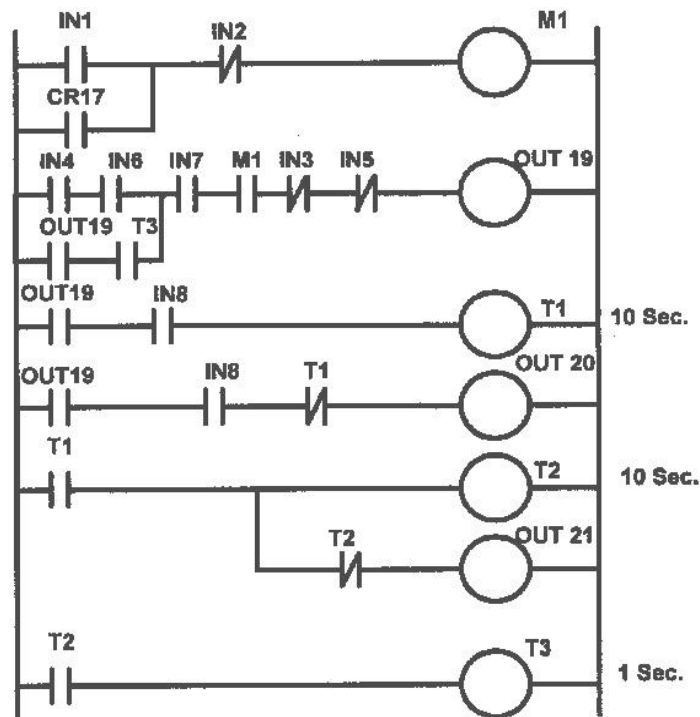 IN1 IN2 M1
CR17
IN4 IN6 IN7 M1 IN3 IN5 OUT 19
OUT19 T3
OUT19 IN8 T1 10 Sec.
OUT19 IN8 T1 OUT 20
T1 T2 10 Sec.
T2 OUT 21
T2 T3 1 Sec.